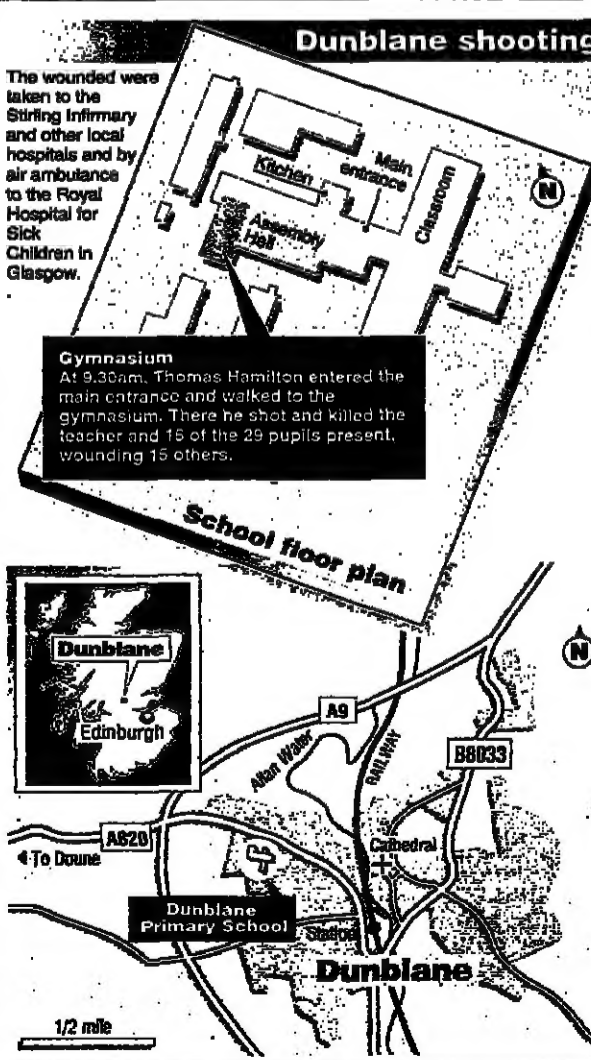 Dunblane shooting
The wounded were
taken to the
Stirling Infirmary
and other local
hospitals and by
air ambulance
to the Royal
Hospital for
Sick
Children in
Glasgow.
Kitchen
Main
entrance
Classroom
N
Assembly
Hall
Gymnasium
At 9.30am, Thomas Hamilton entered the
main entrance and walked to the
gymnasium. There he shot and killed the
teacher and 16 of the 29 pupils present,
wounding 15 others.
School floor plan
Dunblane
Edinburgh
N
A9
Allan Water
RAILWAY
B8033
A820
To Doune
Cathedral
Dunblane
Primary School
Station
Dunblane
1/2 mile